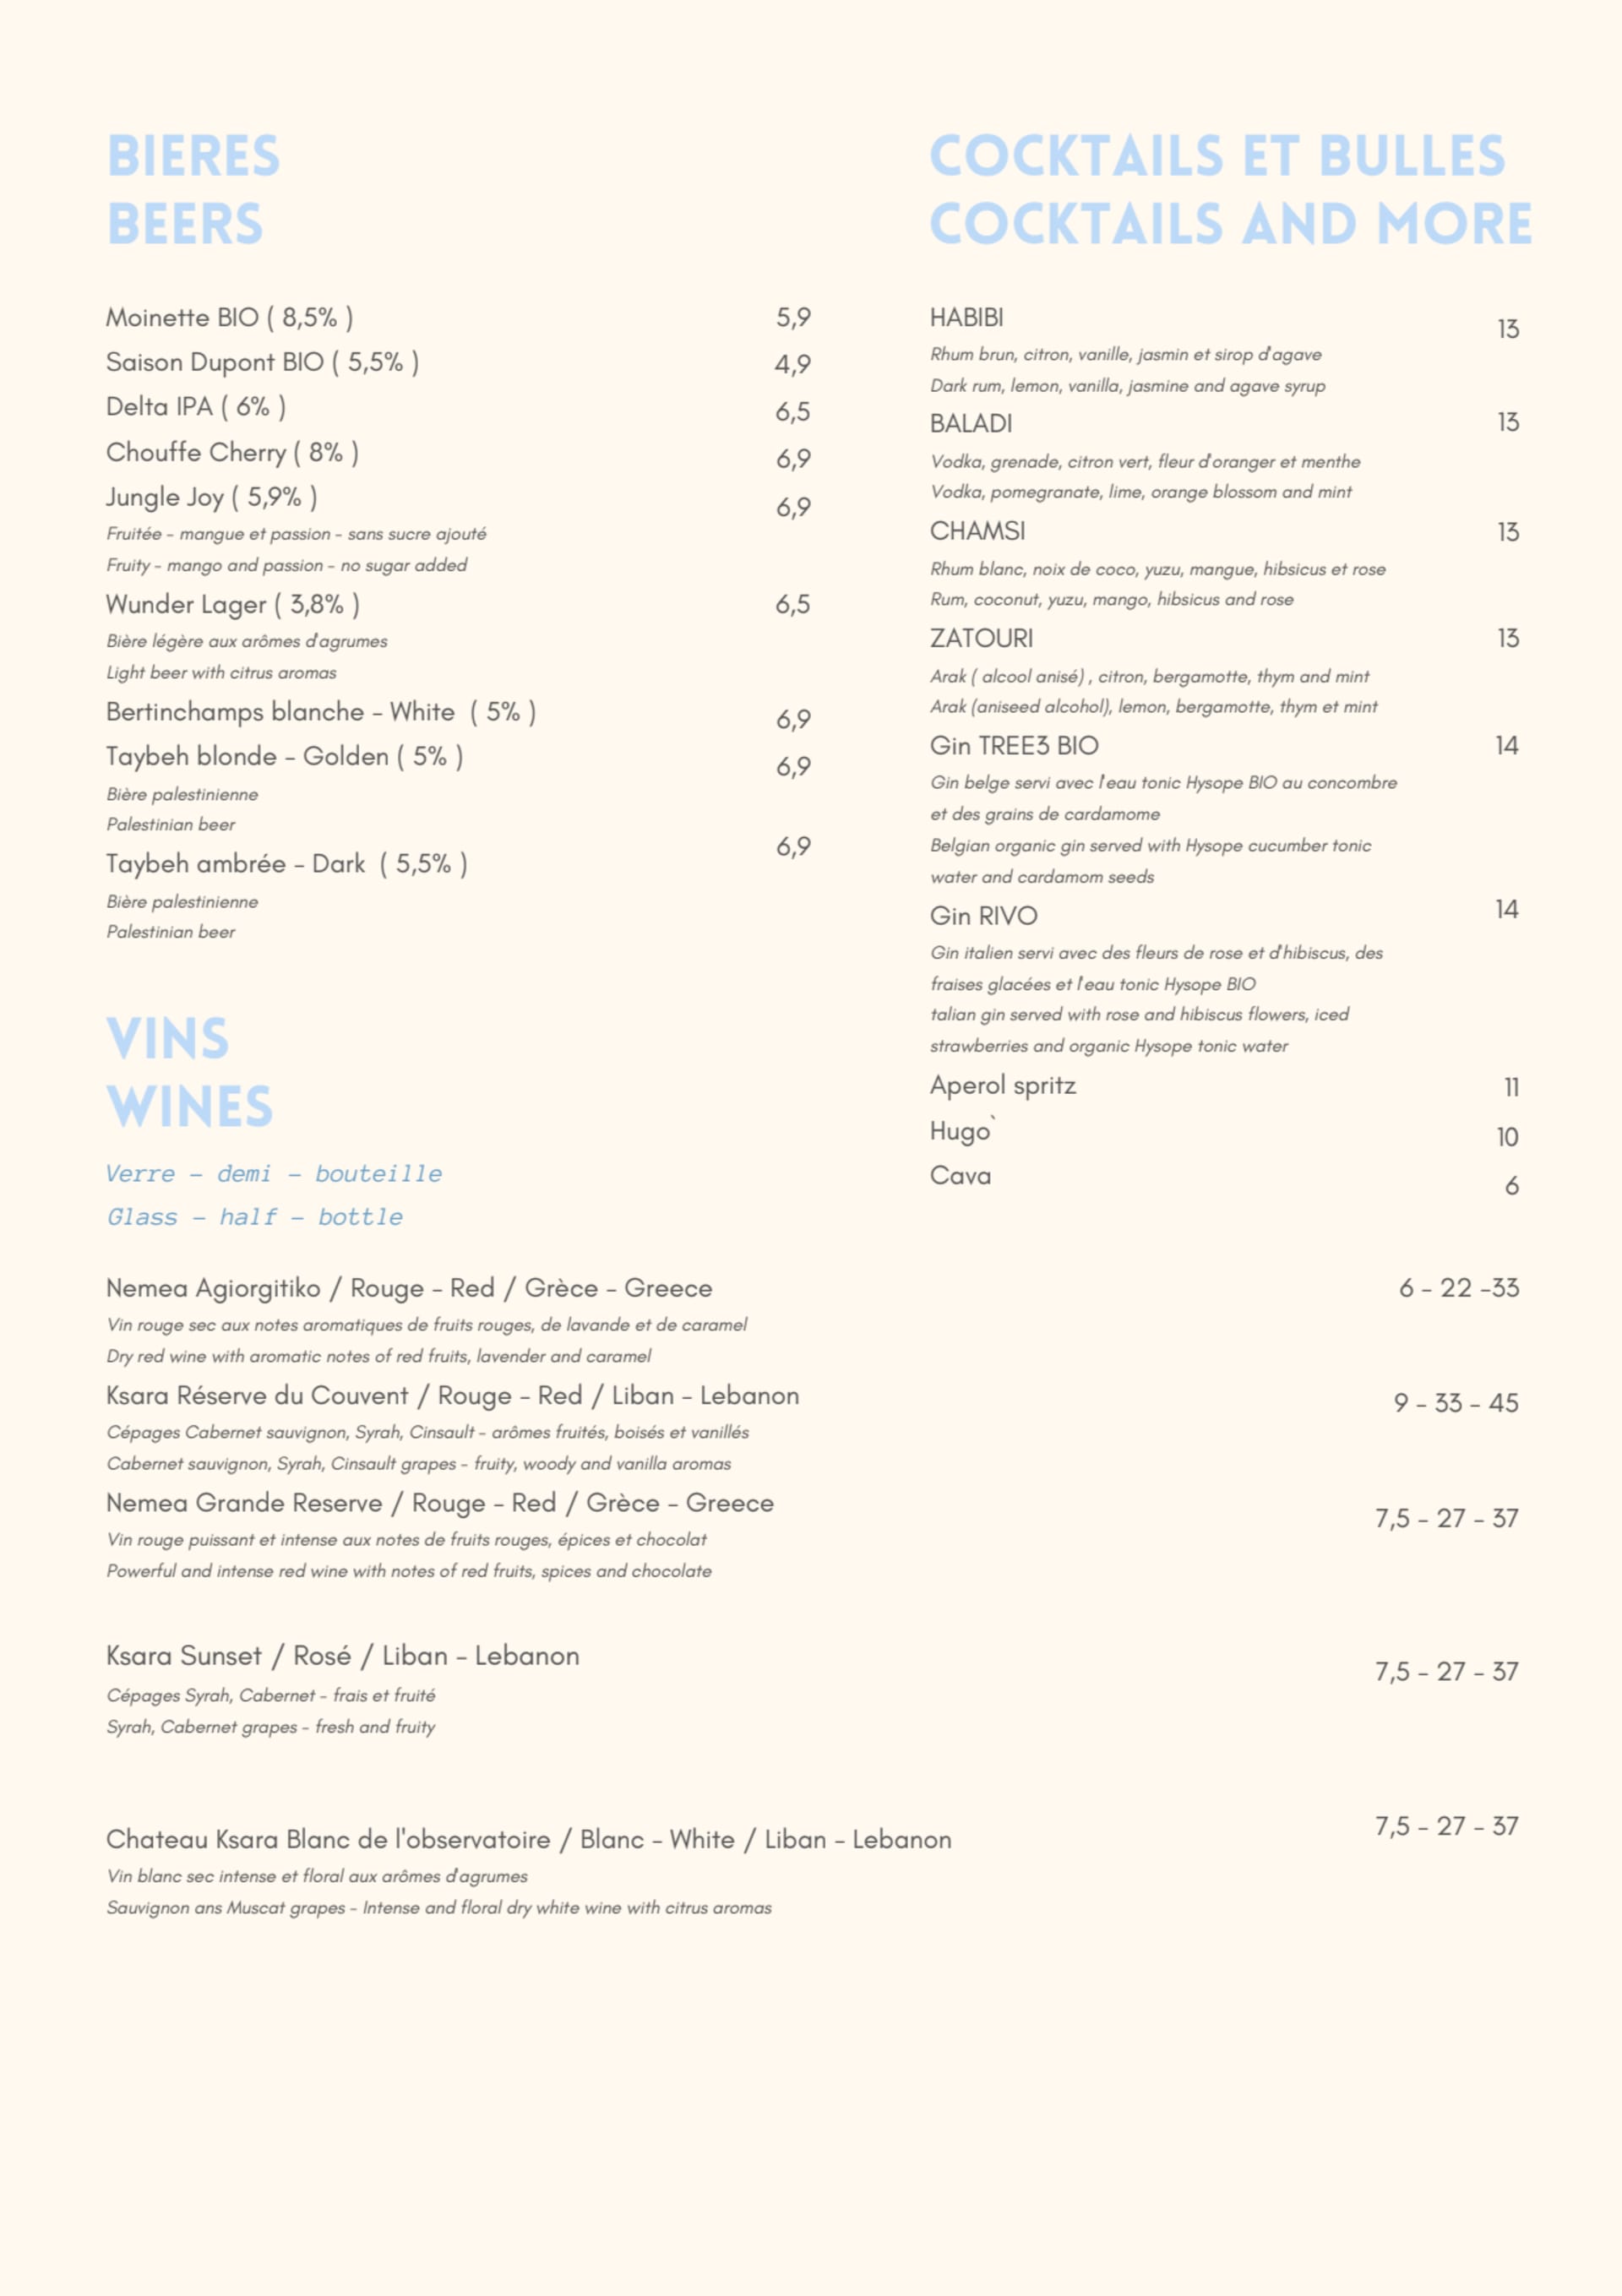 BIERES
BEERS
Moinette BIO ( 8,5% ) 5,9
Saison Dupont BIO ( 5,5% ) 4,9
Delta IPA ( 6% ) 6,5
Chouffe Cherry ( 8% ) 6,9
Jungle Joy ( 5,9% ) 6,9
Fruitée - mangue et passion - sans sucre ajouté
Fruity - mango and passion - no sugar added
Wunder Lager ( 3,8% ) 6,5
Bière légère aux arômes d'agrumes
Light beer with citrus aromas
Bertinchamps blanche - White ( 5% ) 6,9
Taybeh blonde - Golden ( 5% ) 6,9
Bière palestinienne
Palestinian beer
Taybeh ambrée - Dark ( 5,5% ) 6,9
Bière palestinienne
Palestinian beer
COCKTAILS ET BULLES
COCKTAILS AND MORE
HABIBI 13
Rhum brun, citron, vanille, jasmin et sirop d'agave
Dark rum, lemon, vanilla, jasmine and agave syrup
BALADI 13
Vodka, grenade, citron vert, fleur d'oranger et menthe
Vodka, pomegranate, lime, orange blossom and mint
CHAMSI 13
Rhum blanc, noix de coco, yuzu, mangue, hibsicus et rose
Rum, coconut, yuzu, mango, hibsicus and rose
ZATOURI 13
Arak ( alcool anisé) , citron, bergamotte, thym and mint
Arak (aniseed alcohol), lemon, bergamotte, thym et mint
Gin TREE3 BIO 14
Gin belge servi avec l'eau tonic Hysope BIO au concombre
et des grains de cardamome
Belgian organic gin served with Hysope cucumber tonic
water and cardamom seeds
Gin RIVO 14
Gin italien servi avec des fleurs de rose et d'hibiscus, des
fraises glacées et l'eau tonic Hysope BIO
talian gin served with rose and hibiscus flowers, iced
strawberries and organic Hysope tonic water
Aperol spritz 11
Hugo` 10
Cava 6
VINS
WINES
Verre - demi - bouteille
Glass - half - bottle
Nemea Agiorgitiko / Rouge - Red / Grèce - Greece 6 - 22 -33
Vin rouge sec aux notes aromatiques de fruits rouges, de lavande et de caramel
Dry red wine with aromatic notes of red fruits, lavender and caramel
Ksara Réserve du Couvent / Rouge - Red / Liban - Lebanon 9 - 33 - 45
Cépages Cabernet sauvignon, Syrah, Cinsault - arômes fruités, boisés et vanillés
Cabernet sauvignon, Syrah, Cinsault grapes - fruity, woody and vanilla aromas
Nemea Grande Reserve / Rouge - Red / Grèce - Greece 7,5 - 27 - 37
Vin rouge puissant et intense aux notes de fruits rouges, épices et chocolat
Powerful and intense red wine with notes of red fruits, spices and chocolate
Ksara Sunset / Rosé / Liban - Lebanon 7,5 - 27 - 37
Cépages Syrah, Cabernet - frais et fruité
Syrah, Cabernet grapes - fresh and fruity
Chateau Ksara Blanc de l'observatoire / Blanc - White / Liban - Lebanon 7,5 - 27 - 37
Vin blanc sec intense et floral aux arômes d'agrumes
Sauvignon ans Muscat grapes - Intense and floral dry white wine with citrus aromas